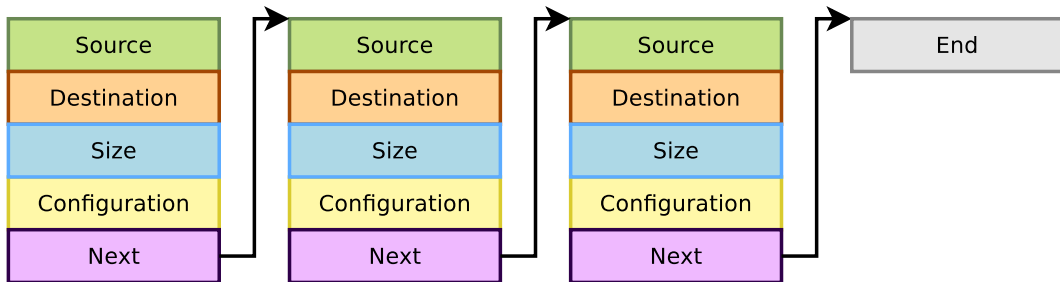 Source
Destination
Size
Configuration
Next
Source
Destination
Size
Configuration
Next
Source
Destination
Size
Configuration
Next
End